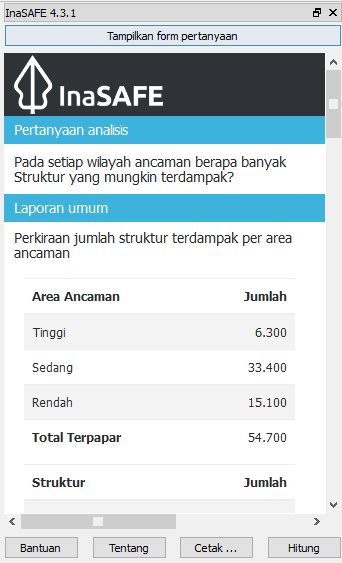 InaSAFE 4.3.1
Tampilkan form pertanyaan
InaSAFE
Pertanyaan analisis
Pada setiap wilayah ancaman berapa banyak
Struktur yang mungkin terdampak?
Laporan umum
Perkiraan jumlah struktur terdampak per area
ancaman
Area Ancaman Jumlah
Tinggi 6.300
Sedang 33.400
Rendah 15.100
Total Terpapar 54.700
Struktur Jumlah
Bantuan Tentang Cetak ... Hitung